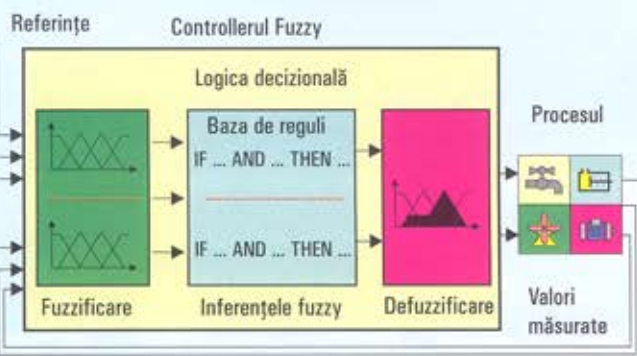 Referințe
Controllerul Fuzzy
Logica decizională
Baza de reguli
IF ... AND ... THEN ...
IF ... AND ... THEN ...
Fuzzificare
Inferențele fuzzy
Defuzzificare
Procesul
Valori
măsurate